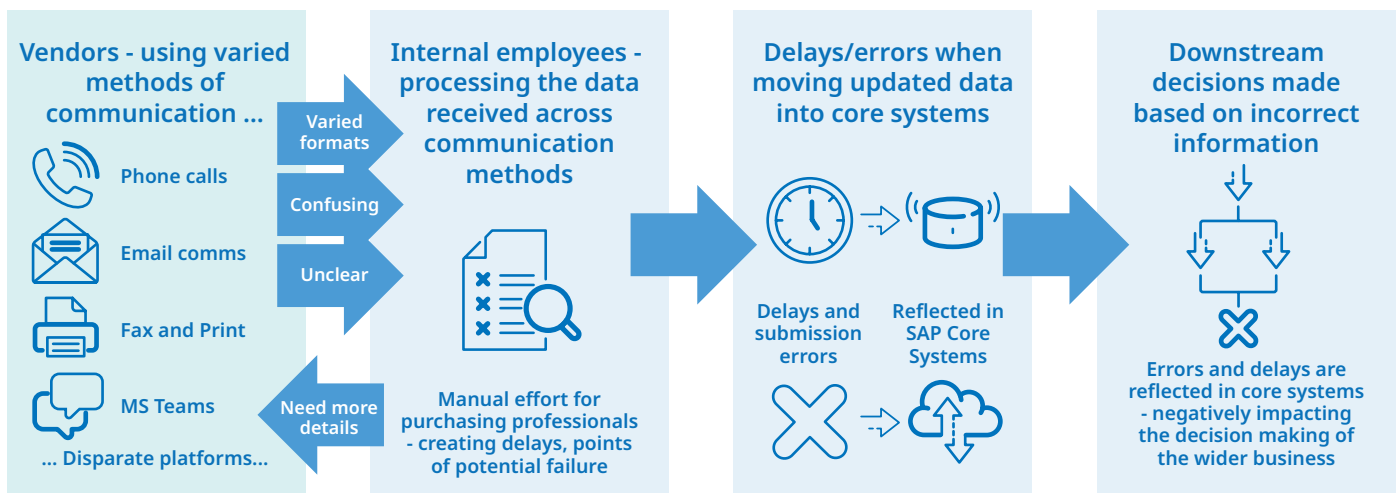 Vendors - using varied
methods of
communication ...
Phone calls
Email comms
Fax and Print
MS Teams
... Disparate platforms...
Varied
formats
Confusing
Unclear
Need more
details
Internal employees -
processing the data
received across
communication
methods
Manual effort for
purchasing professionals
- creating delays, points
of potential failure
Delays/errors when
moving updated data
into core systems
Delays and
submission
errors
Reflected in
SAP Core
Systems
Downstream
decisions made
based on incorrect
information
Errors and delays are
reflected in core systems
- negatively impacting
the decision making of
the wider business